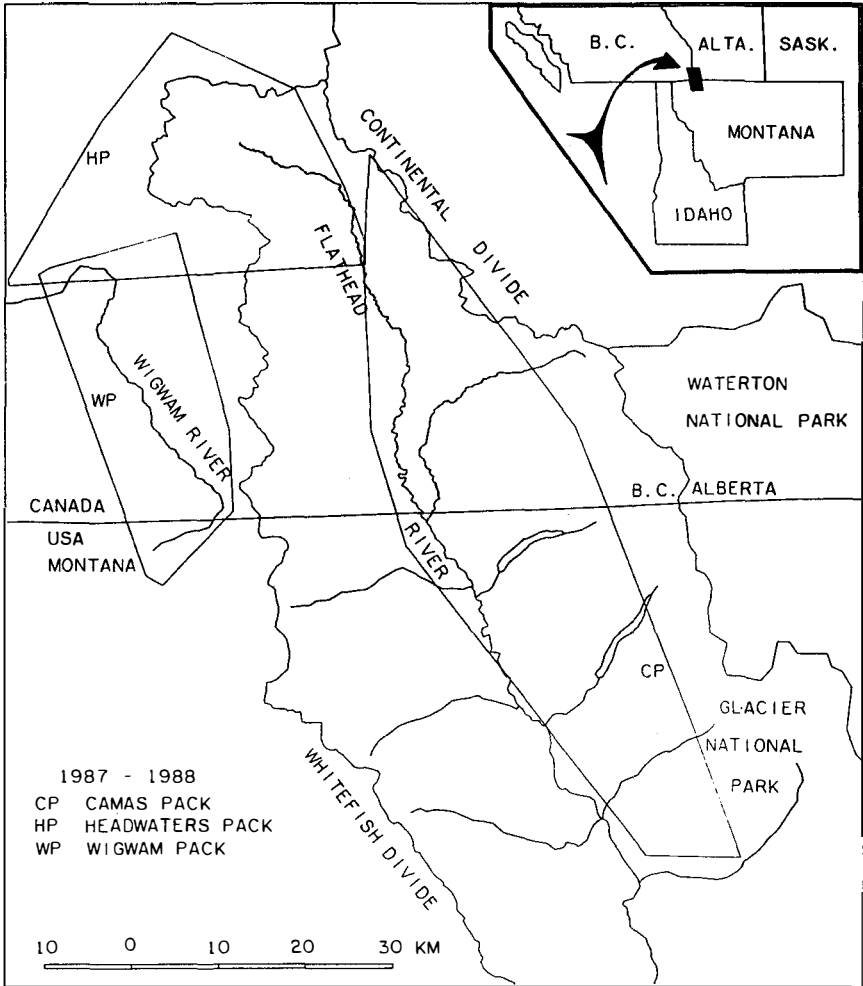 B.C.
ALTA.
SASK.
MONTANA
IDAHO
HP
CONTINENTAL DIVIDE
FLATHEAD
WIGWAM RIVER
WP
WATERTON
NATIONAL PARK
B.C. ALBERTA
CANADA
USA
MONTANA
RIVER
CP
GLACIER
NATIONAL
PARK
WHITEFISH DIVIDE
1987 - 1988
CP CAMAS PACK
HP HEADWATERS PACK
WP WIGWAM PACK
10 0 10 20 30 KM